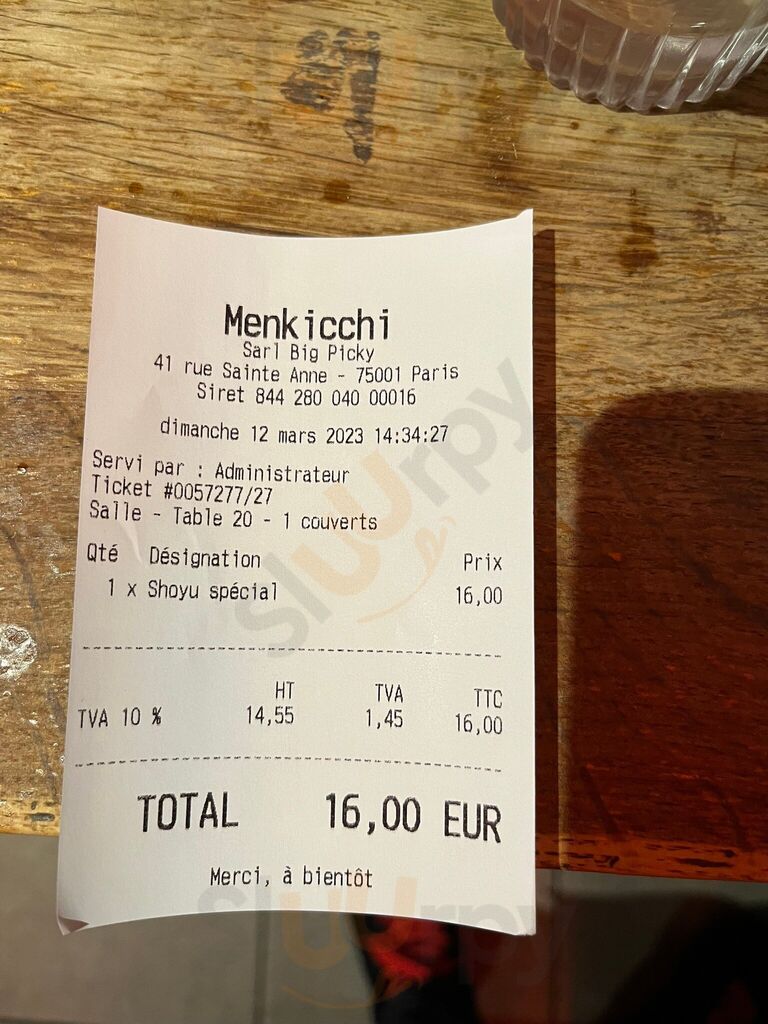 Menkicchi
Sarl Big Picky
41 rue Sainte Anne - 75001 Paris
Siret 844 280 040 00016
dimanche 12 mars 2023 14:34:27
Servi par : Administrateur
Ticket #0057277/27
Salle - Table 20 - 1 couverts
Qté Désignation Prix
1 x Shoyu spécial 16,00
HT TVA TTC
TVA 10 % 14,55 1,45 16,00
TOTAL 16,00 EUR
Merci, à bientôt
sluurpy
sluurpy